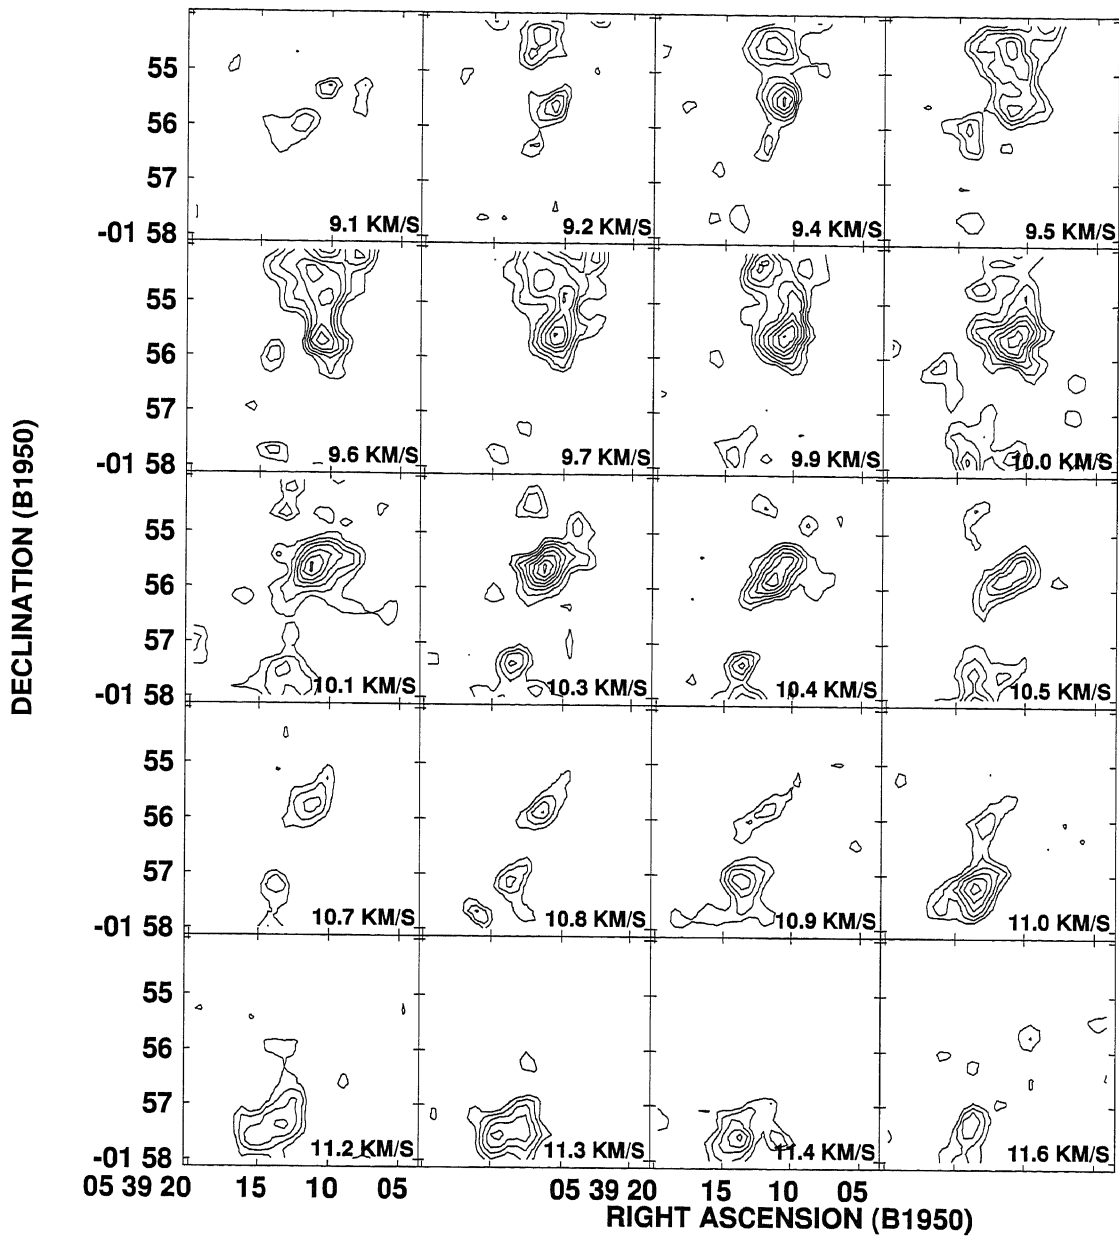 55
56
57
-01 58
9.1 KM/S
9.2 KM/S
9.4 KM/S
9.5 KM/S
55
56
57
-01 58
9.6 KM/S
9.7 KM/S
9.9 KM/S
10.0 KM/S
DECLINATION (B1950)
55
56
57
-01 58
10.1 KM/S
10.3 KM/S
10.4 KM/S
10.5 KM/S
55
56
57
-01 58
10.7 KM/S
10.8 KM/S
10.9 KM/S
11.0 KM/S
55
56
57
-01 58
11.2 KM/S
11.3 KM/S
11.4 KM/S
11.6 KM/S
05 39 20 15 10 05
05 39 20 15 10 05
RIGHT ASCENSION (B1950)